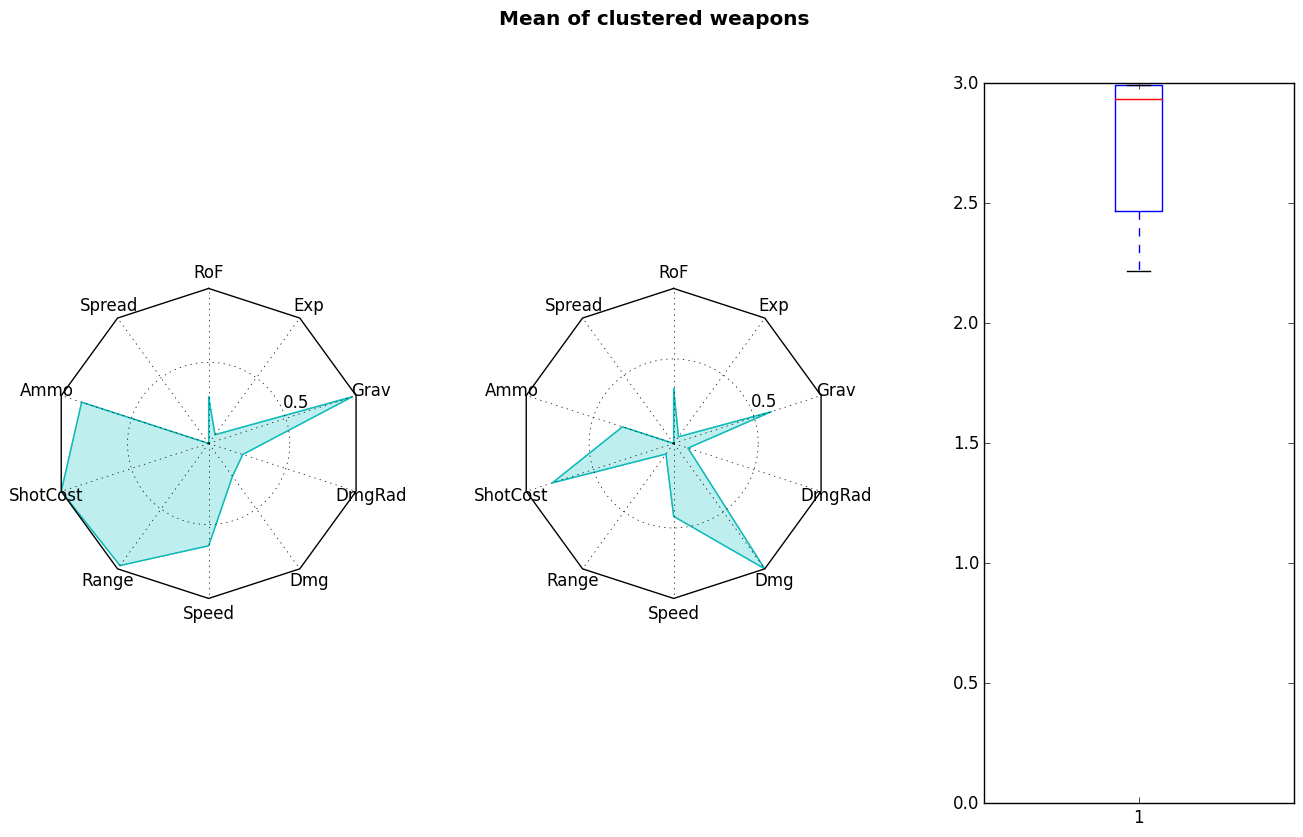 Mean of clustered weapons
RoF
Spread
Exp
Ammo
Grav
0.5
ShotCost
DmgRad
Range
Dmg
Speed
RoF
Spread
Exp
Ammo
Grav
0.5
ShotCost
DmgRad
Range
Dmg
Speed
3.0
2.5
2.0
1.5
1.0
0.5
0.0
1